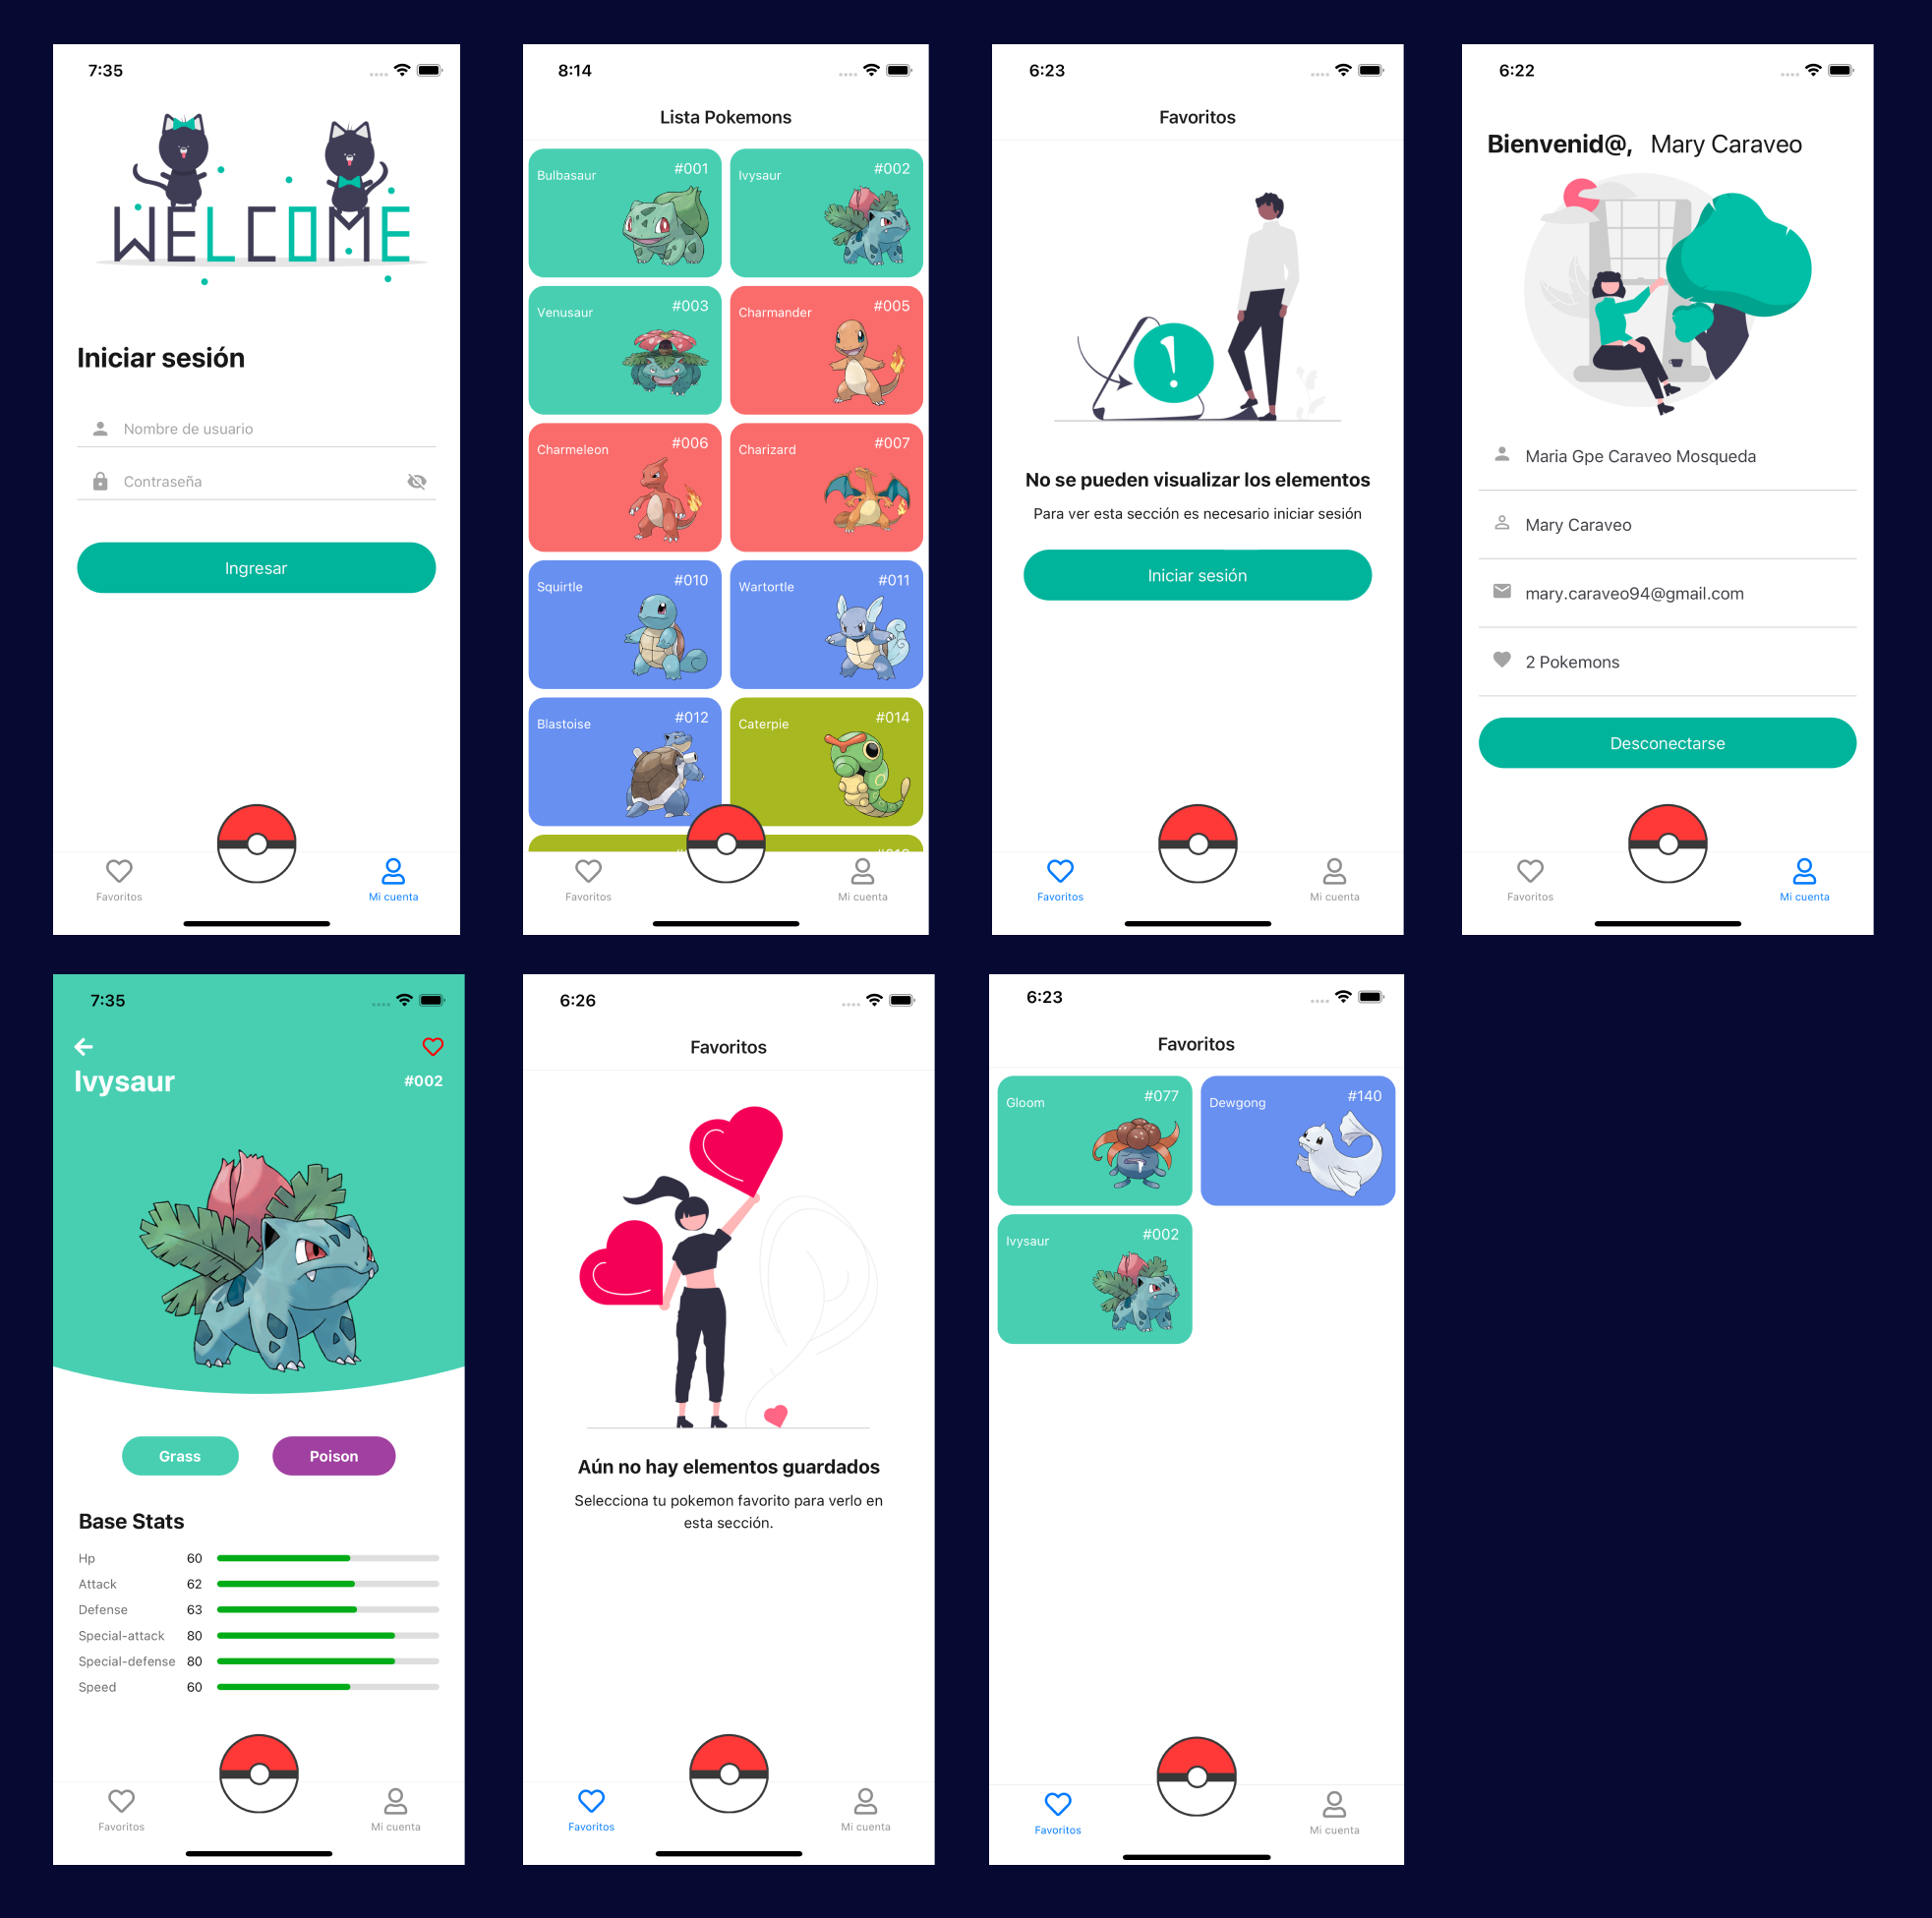 7:35
WELCOME
Iniciar sesión
Nombre de usuario
Contraseña
Ingresar
Favoritos
Mi cuenta
8:14
Lista Pokemons
Bulbasaur #001
Ivysaur #002
Venusaur #003
Charmander #005
Charmeleon #006
Charizard #007
Squirtle #010
Wartortle #011
Blastoise #012
Caterpie #014
Favoritos
Mi cuenta
6:23
Favoritos
!
No se pueden visualizar los elementos
Para ver esta sección es necesario iniciar sesión
Iniciar sesión
Favoritos
Mi cuenta
6:22
Bienvenid@, Mary Caraveo
Maria Gpe Caraveo Mosqueda
Mary Caraveo
mary.caraveo94@gmail.com
2 Pokemons
Desconectarse
Favoritos
Mi cuenta
7:35
Ivysaur #002
Grass
Poison
Base Stats
Hp 60
Attack 62
Defense 63
Special-attack 80
Special-defense 80
Speed 60
Favoritos
Mi cuenta
6:26
Favoritos
Aún no hay elementos guardados
Selecciona tu pokemon favorito para verlo en
esta sección.
Favoritos
Mi cuenta
6:23
Favoritos
Gloom #077
Dewgong #140
Ivysaur #002
Favoritos
Mi cuenta